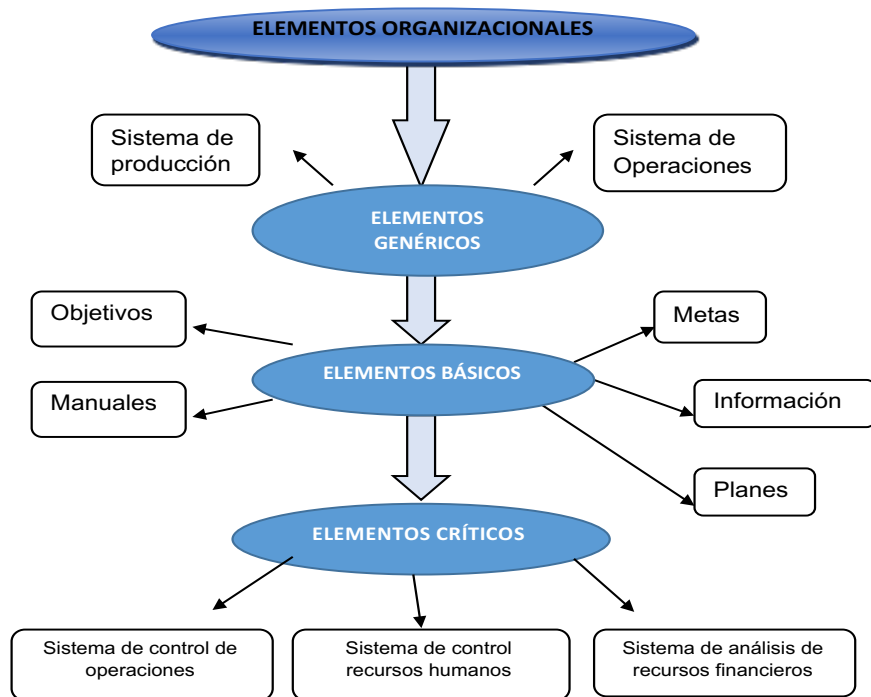 ELEMENTOS ORGANIZACIONALES
Sistema de
producción
Sistema de
Operaciones
ELEMENTOS
GENÉRICOS
Objetivos
Metas
ELEMENTOS BÁSICOS
Manuales
Información
Planes
ELEMENTOS CRÍTICOS
Sistema de control de
operaciones
Sistema de control
recursos humanos
Sistema de análisis de
recursos financieros